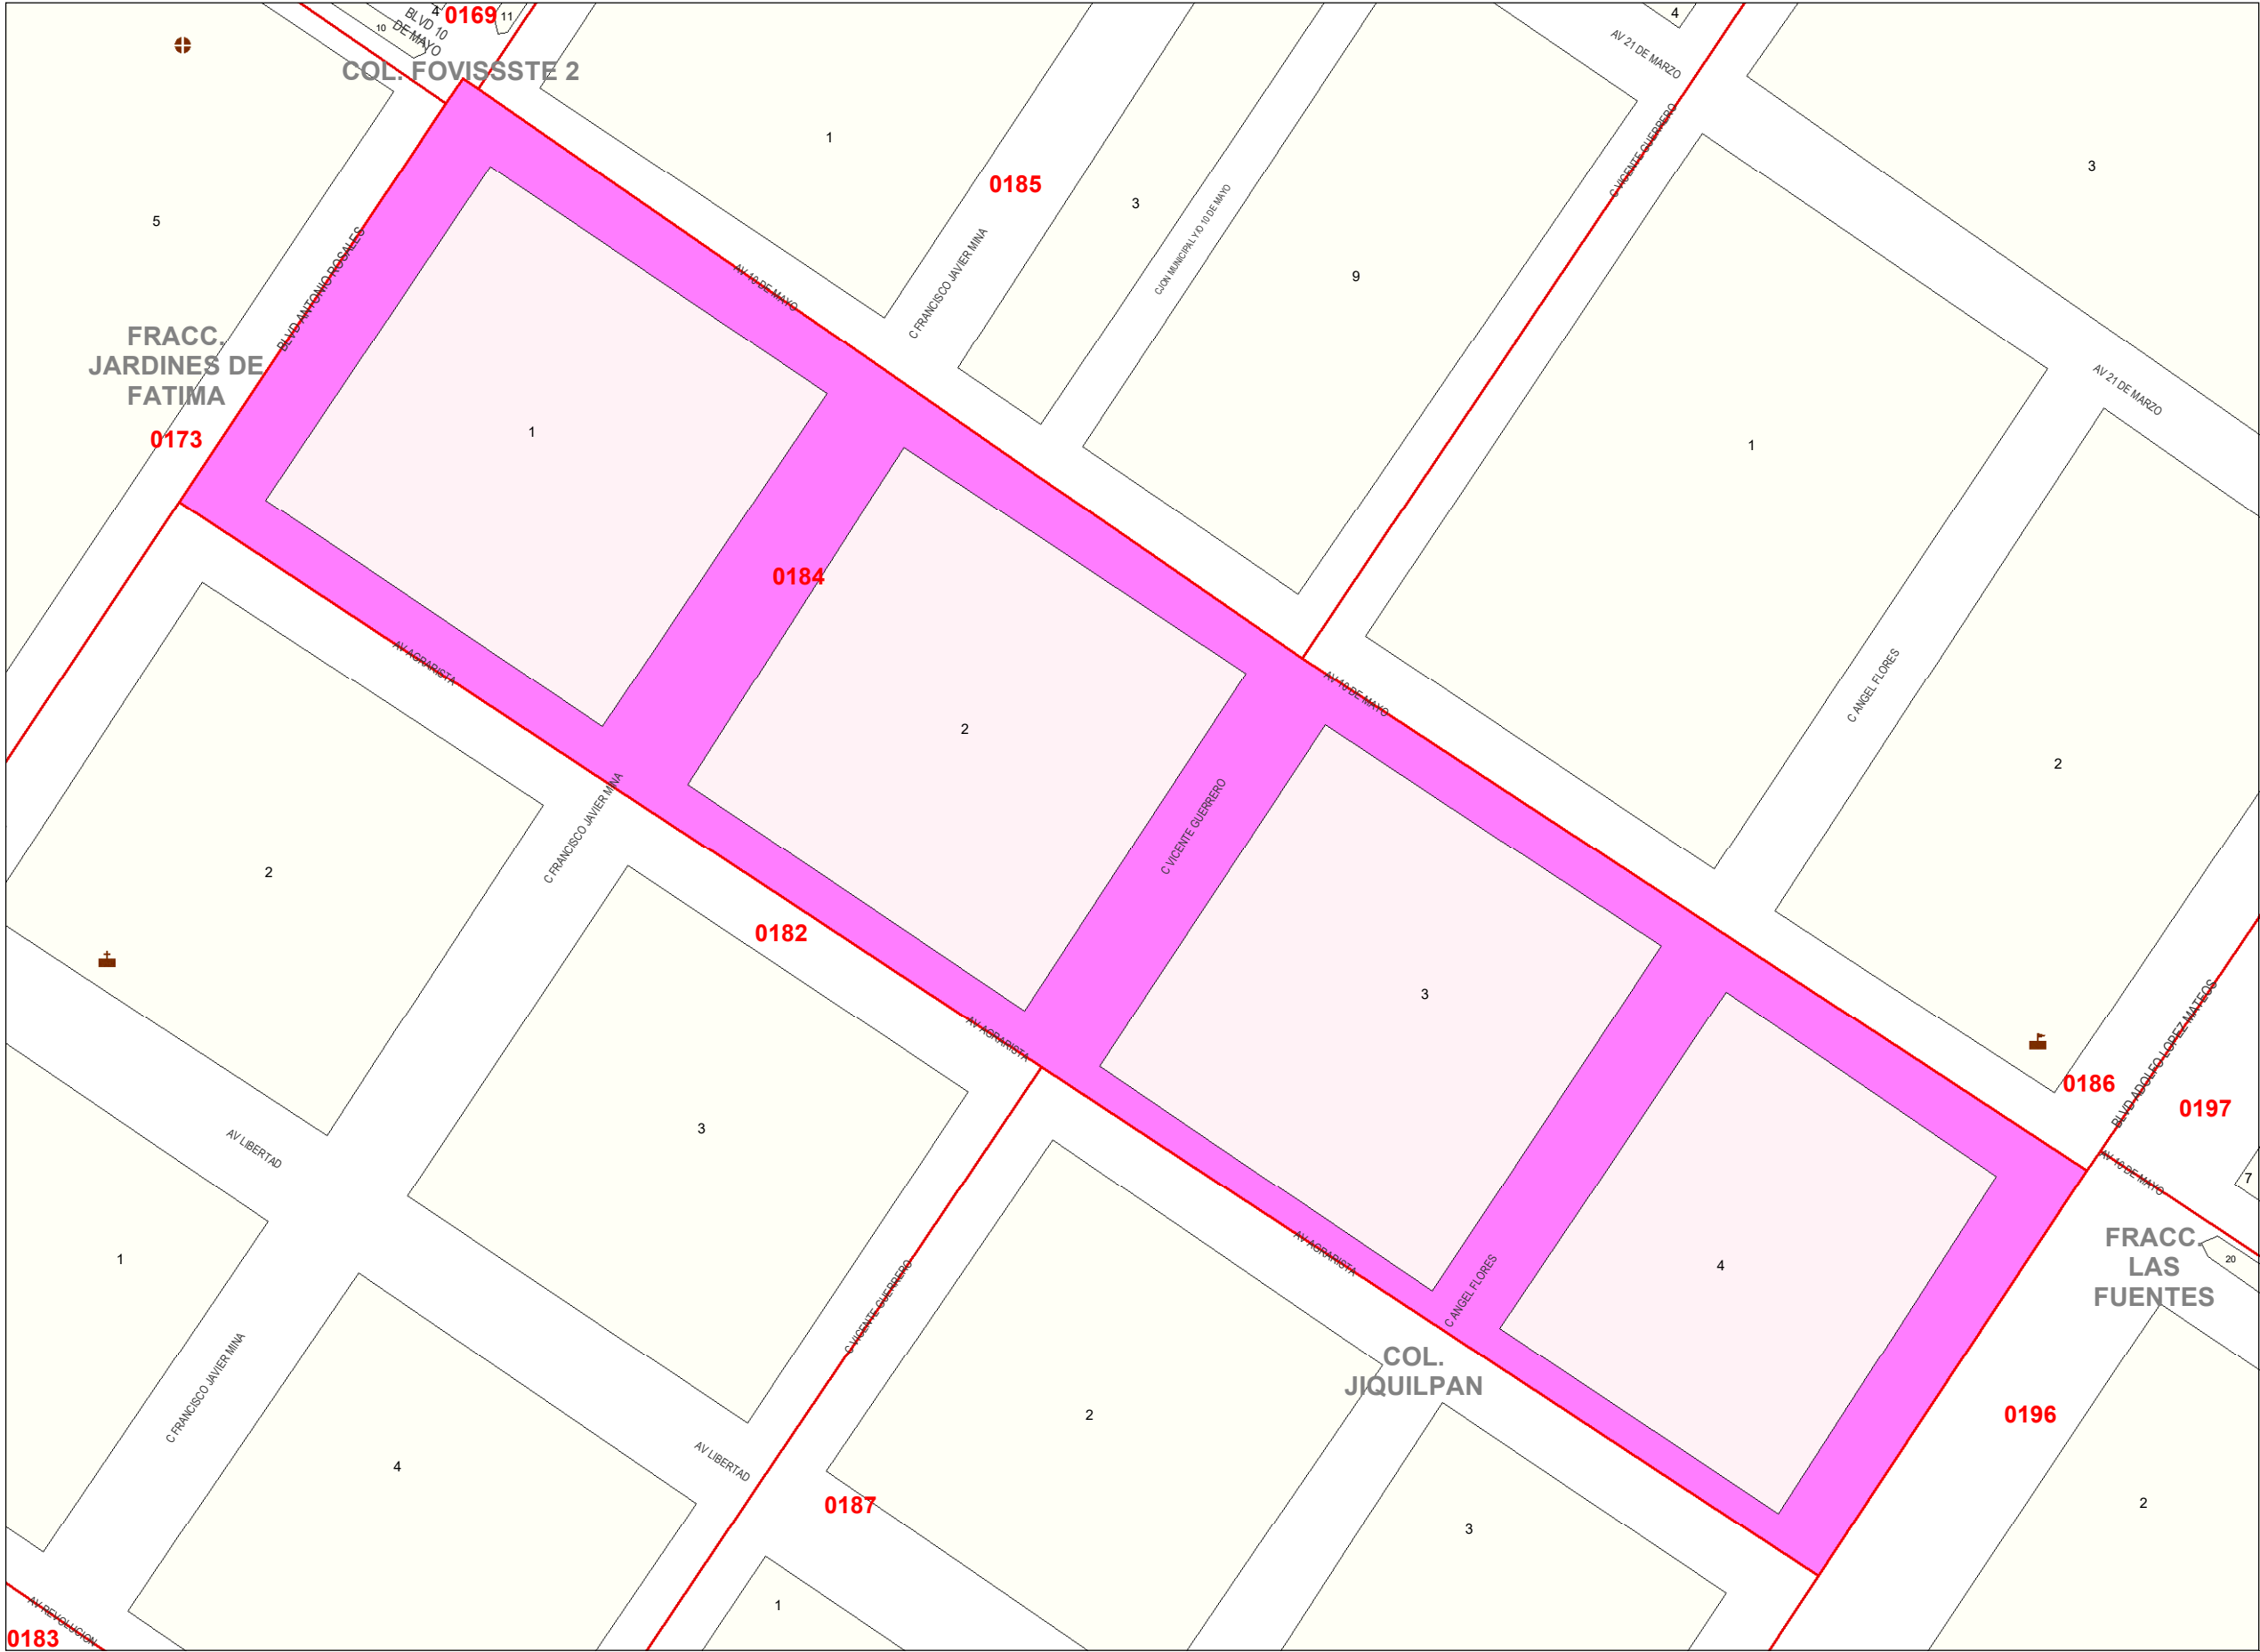 4
0169
11
10
BLVD 10
DE MAYO
4
AV 21 DE MARZO
COL. FOVISSSTE 2
1
C VICENTE GUERRERO
3
0185
3
5
CJON MUNICIPAL Y/O 10 DE MAYO
C FRANCISCO JAVIER MINA
BLVD ANTONIO ROSALES
AV 10 DE MAYO
9
FRACC.
JARDINES DE
FATIMA
AV 21 DE MARZO
0173
1
1
0184
AV AGRARISTA
AV 10 DE MAYO
C ANGEL FLORES
2
2
C FRANCISCO JAVIER MINA
C VICENTE GUERRERO
2
0182
3
AV AGRARISTA
BLVD ADOLFO LOPEZ MATEOS
0186
0197
3
AV LIBERTAD
AV 10 DE MAYO
7
1
AV AGRARISTA
4
FRACC.
LAS
FUENTES
20
C VICENTE GUERRERO
C ANGEL FLORES
COL.
JIQUILPAN
C FRANCISCO JAVIER MINA
2
0196
4
AV LIBERTAD
0187
3
2
1
AV REVOLUCION
0183